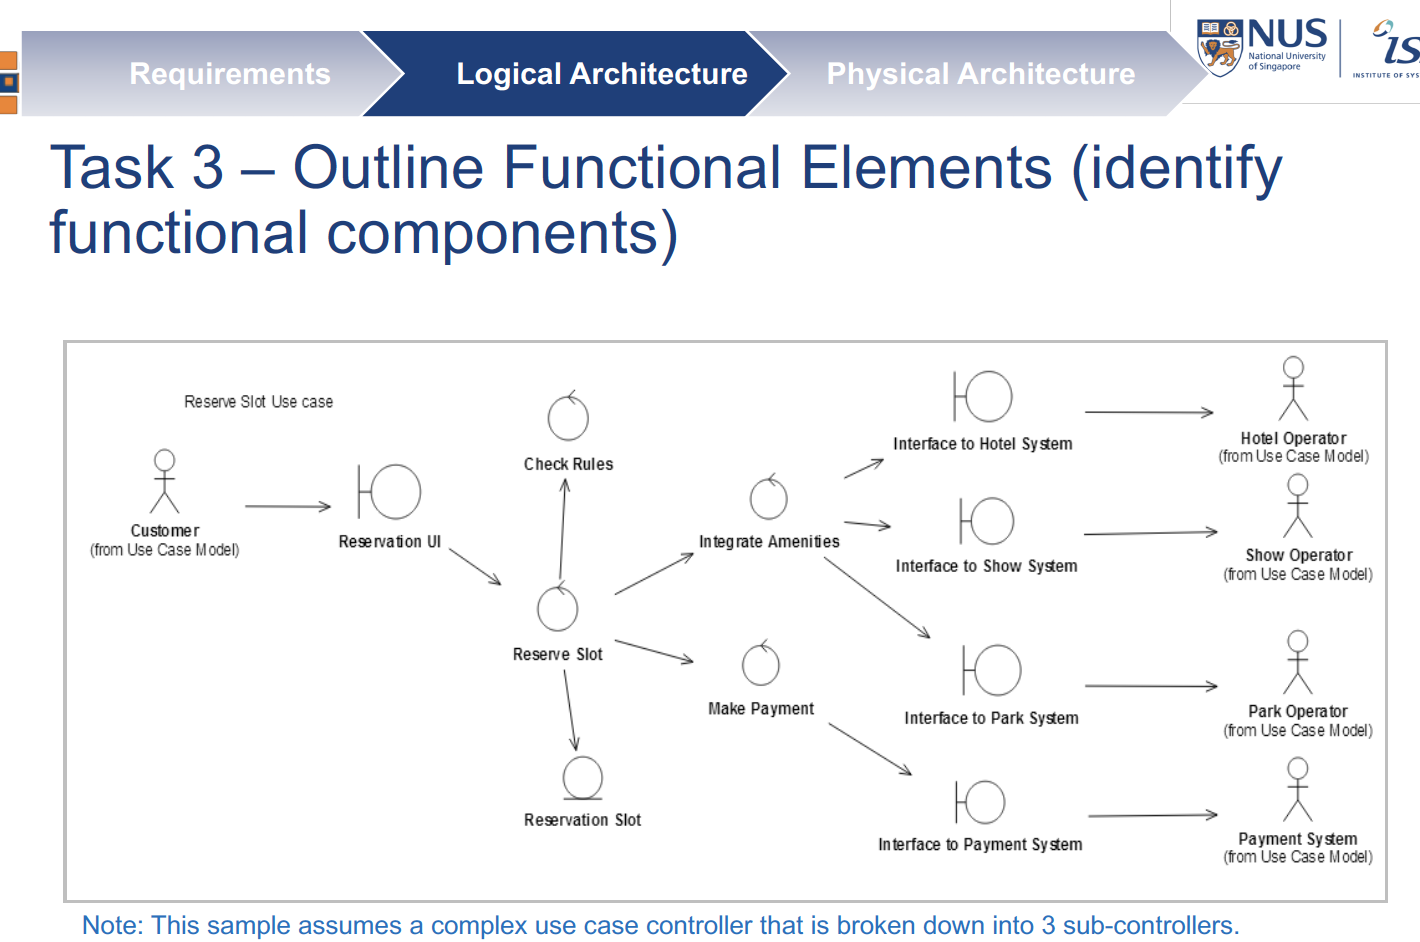 Requirements
Logical Architecture
Physical Architecture
NUS
National University
of Singapore
INSTITUTE OF
Task 3 – Outline Functional Elements (identify
functional components)
Reserve Slot Use case
Customer
(from Use Case Model)
Reservation UI
Check Rules
Reserve Slot
Reservation Slot
Integrate Amenities
Make Payment
Interface to Hotel System
Interface to Show System
Interface to Park System
Interface to Payment System
Hotel Operator
(from Use Case Model)
Show Operator
(from Use Case Model)
Park Operator
(from Use Case Model)
Payment System
(from Use Case Model)
Note: This sample assumes a complex use case controller that is broken down into 3 sub-controllers.